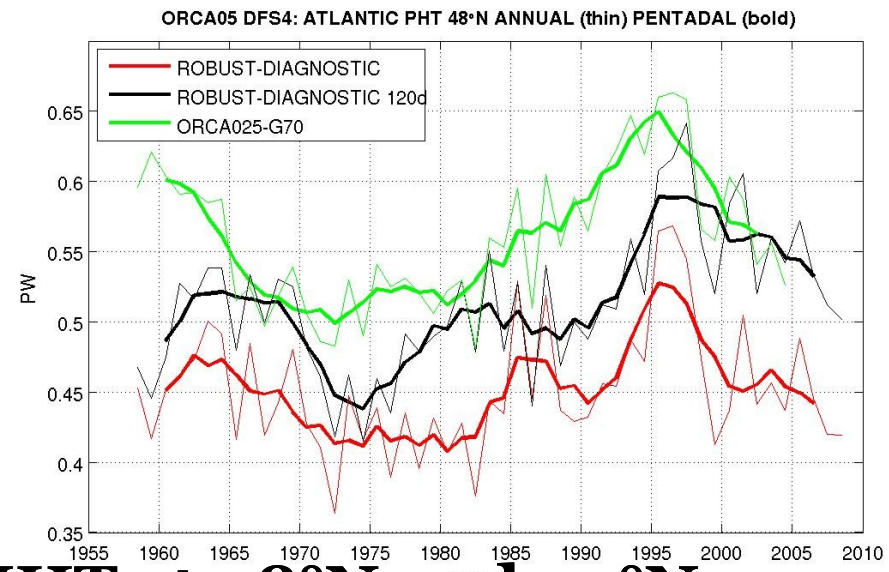 ORCA05 DFS4: ATLANTIC PHT 48°N ANNUAL (thin) PENTADAL (bold)
ROBUST-DIAGNOSTIC
ROBUST-DIAGNOSTIC 120d
ORCA025-G70
PW
0.65
0.6
0.55
0.5
0.45
0.4
0.35
1955 1960 1965 1970 1975 1980 1985 1990 1995 2000 2005 2010